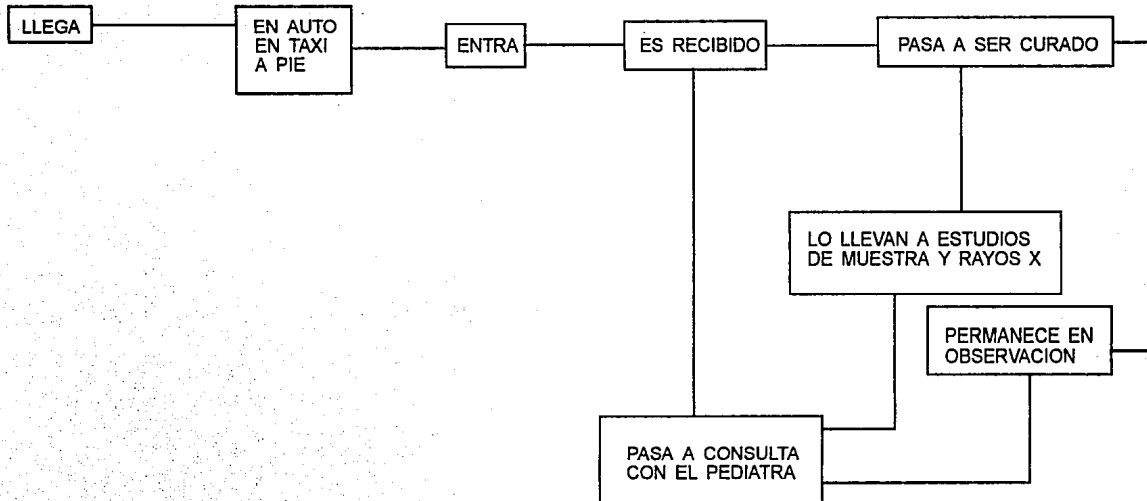 LLEGA
EN AUTO
EN TAXI
A PIE
ENTRA
ES RECIBIDO
PASA A SER CURADO
LO LLEVAN A ESTUDIOS
DE MUESTRA Y RAYOS X
PERMANECE EN
OBSERVACION
PASA A CONSULTA
CON EL PEDIATRA